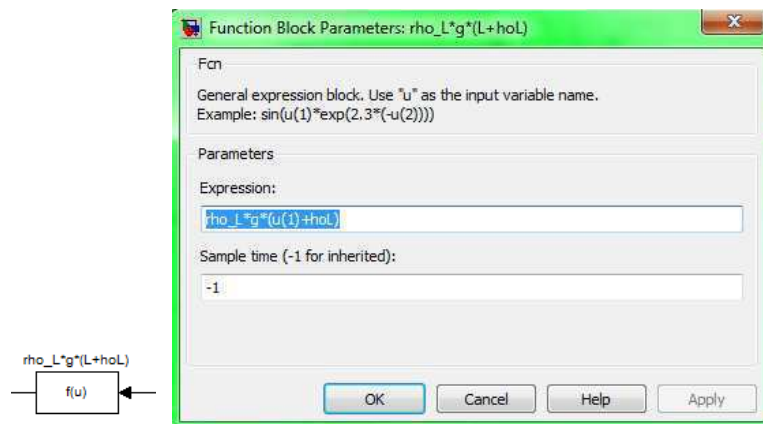 Function Block Parameters: rho_L*g*(L+hoL)
Fcn
General expression block. Use "u" as the input variable name.
Example: sin(u(1)*exp(2.3*(-u(2))))
Parameters
Expression:
rho_L*g*(u(1)+hoL)
Sample time (-1 for inherited):
-1
rho_L*g*(L+hoL)
f(u)
OK Cancel Help Apply